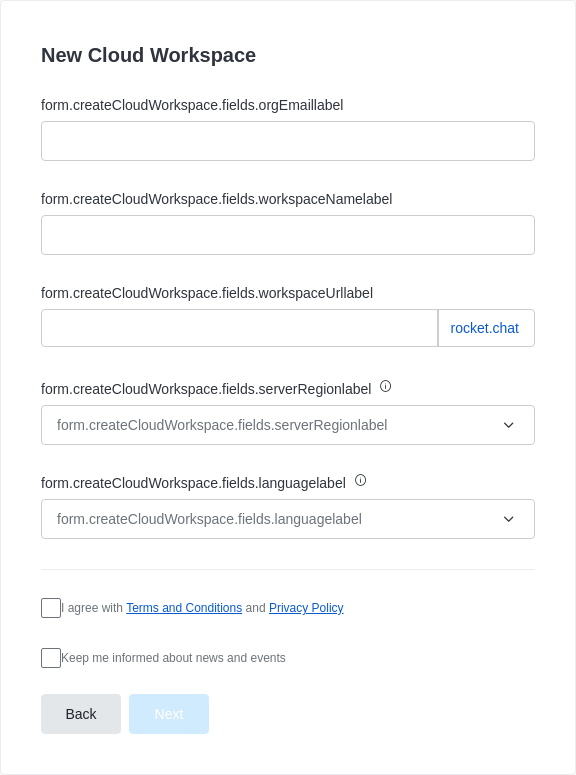 New Cloud Workspace
form.createCloudWorkspace.fields.orgEmaillabel
form.createCloudWorkspace.fields.workspaceNamelabel
form.createCloudWorkspace.fields.workspaceUrllabel
rocket.chat
form.createCloudWorkspace.fields.serverRegionlabel
form.createCloudWorkspace.fields.serverRegionlabel
form.createCloudWorkspace.fields.languagelabel
form.createCloudWorkspace.fields.languagelabel
I agree with Terms and Conditions and Privacy Policy
Keep me informed about news and events
Back Next